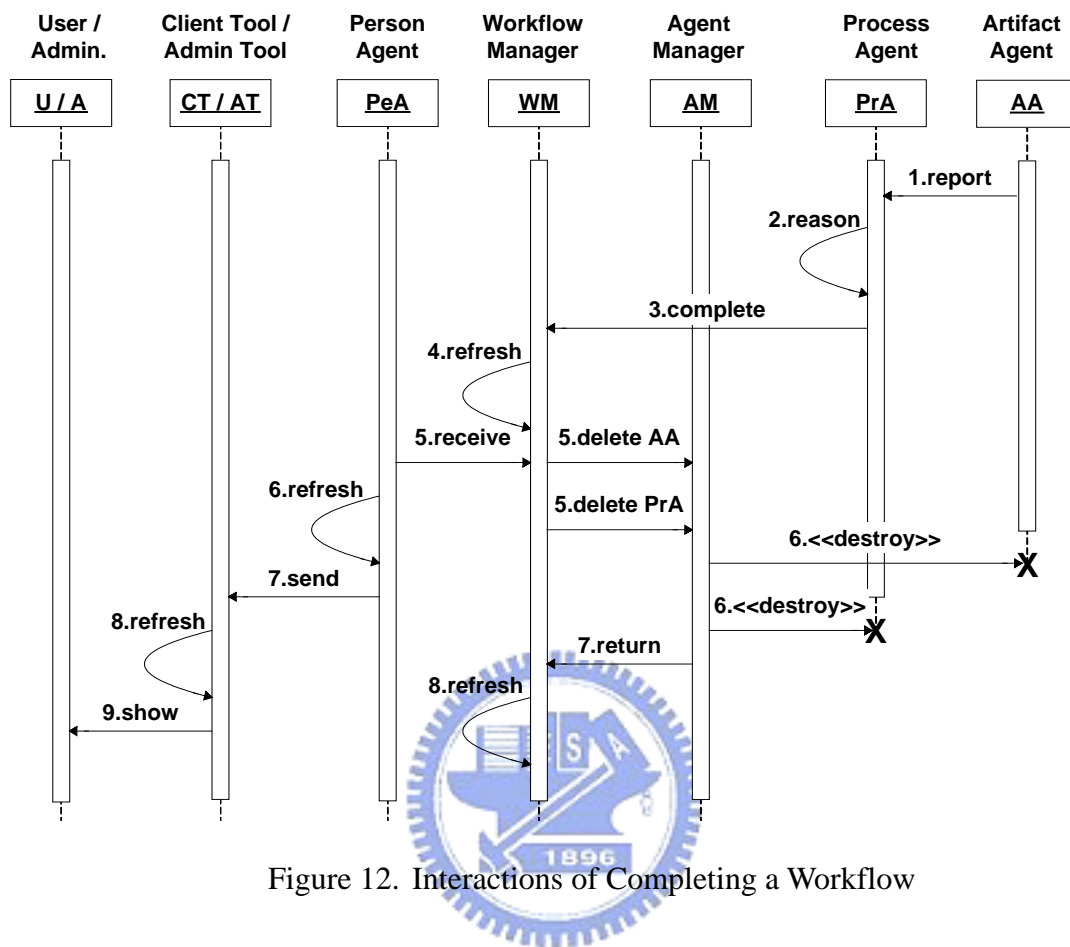 User /
Admin.
Client Tool /
Admin Tool
Person
Agent
Workflow
Manager
Agent
Manager
Process
Agent
Artifact
Agent
U / A
CT / AT
PeA
WM
AM
PrA
AA
1.report
2.reason
3.complete
4.refresh
5.receive
5.delete AA
6.refresh
5.delete PrA
6.<<destroy>>
X
7.send
6.<<destroy>>
X
8.refresh
7.return
8.refresh
9.show
S
A
1896
Figure 12. Interactions of Completing a Workflow